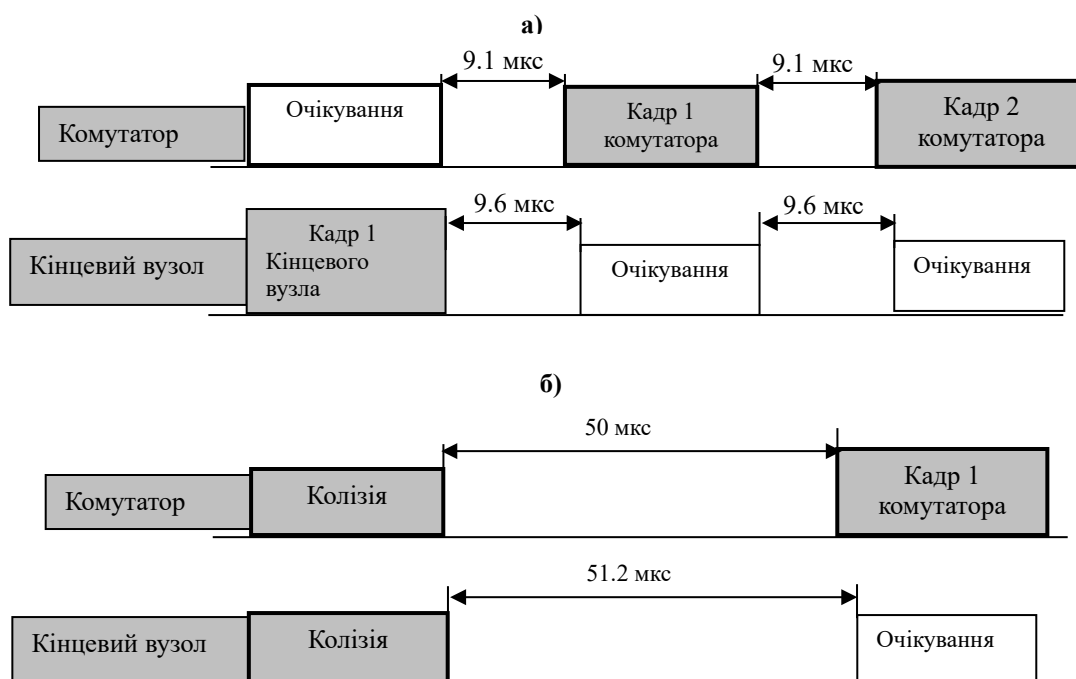 а)
9.1 мкс
9.1 мкс
Комутатор
Очікування
Кадр 1
комутатора
Кадр 2
комутатора
9.6 мкс
9.6 мкс
Кінцевий вузол
Кадр 1
Кінцевого
вузла
Очікування
Очікування
б)
50 мкс
Комутатор
Колізія
Кадр 1
комутатора
51.2 мкс
Кінцевий вузол
Колізія
Очікування